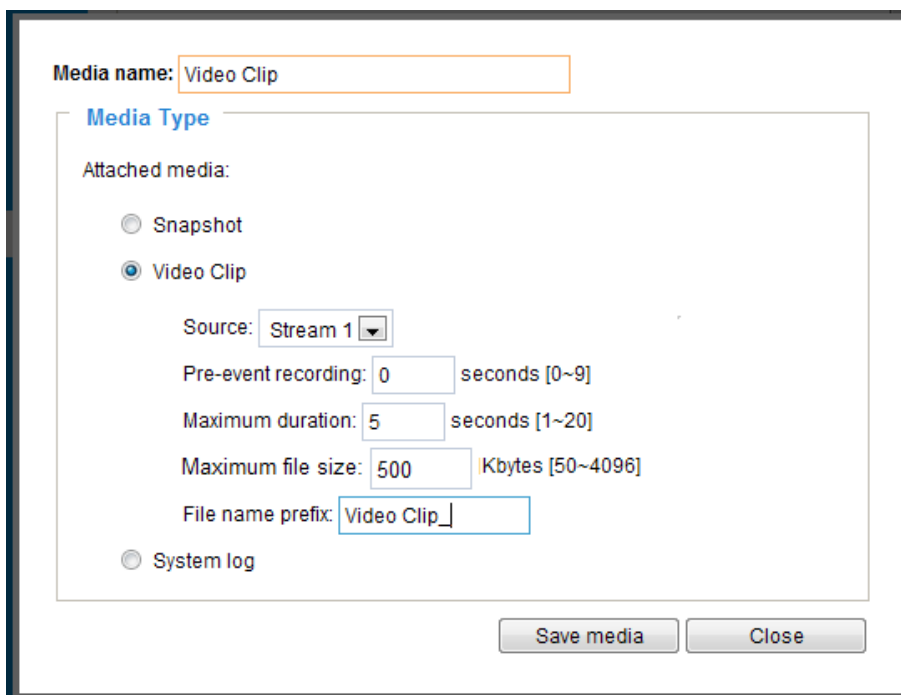 Media name: Video Clip
Media Type
Attached media:
Snapshot
Video Clip
Source: Stream 1
Pre-event recording: 0 seconds [0~9]
Maximum duration: 5 seconds [1~20]
Maximum file size: 500 Kbytes [50~4096]
File name prefix: Video Clip_
System log
Save media Close